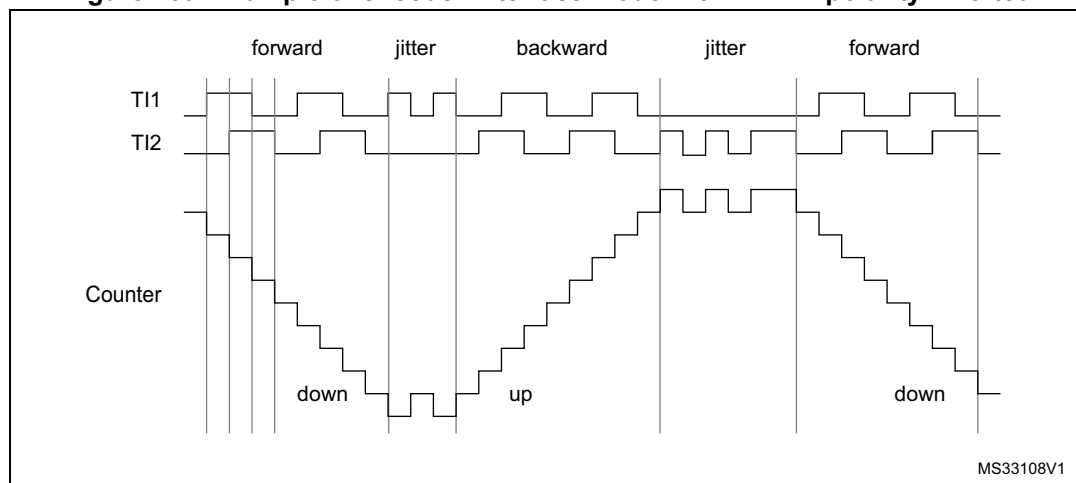 forward jitter backward jitter forward
TI1
TI2
Counter
down up down
MS33108V1